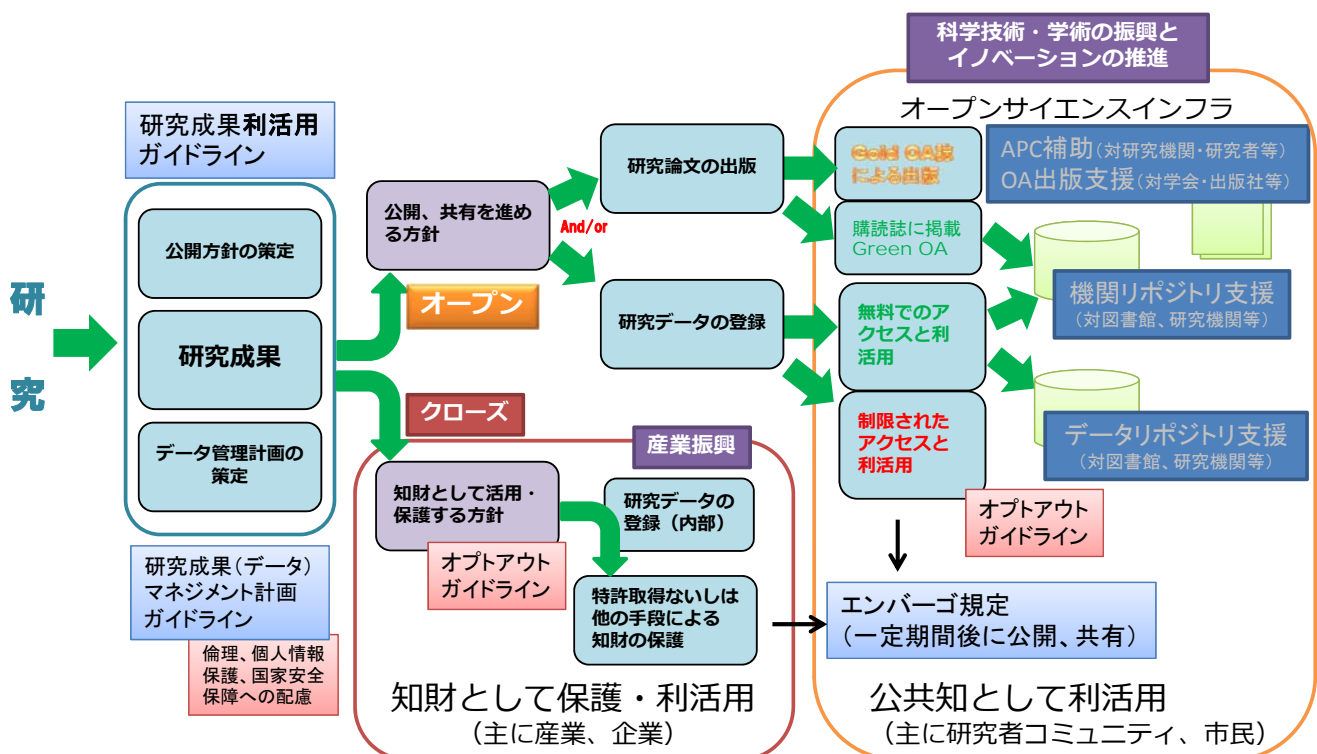 科学技術・学術の振興と
イノベーションの推進
オープンサイエンスインフラ
研究成果利活用
ガイドライン
研究
公開方針の策定
研究成果
データ管理計画の
策定
研究成果(データ)
マネジメント計画
ガイドライン
倫理、個人情報
保護、国家安全
保障への配慮
公開、共有を進め
る方針
And/or
オープン
クローズ
研究論文の出版
研究データの登録
Gold OA誌
による出版
購読誌に掲載
Green OA
無料でのア
クセスと利
活用
制限された
アクセスと
利活用
APC補助(対研究機関・研究者等)
OA出版支援(対学会・出版社等)
機関リポジトリ支援
(対図書館、研究機関等)
データリポジトリ支援
(対図書館、研究機関等)
オプトアウト
ガイドライン
産業振興
知財として活用・
保護する方針
オプトアウト
ガイドライン
研究データの
登録（内部）
特許取得ないしは
他の手段による
知財の保護
エンバーゴ規定
(一定期間後に公開、共有)
知財として保護・利活用
（主に産業、企業）
公共知として利活用
（主に研究者コミュニティ、市民）